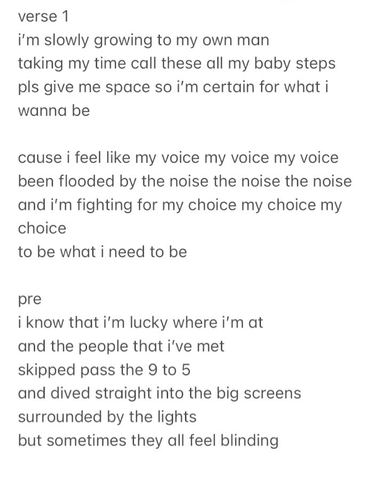 verse 1
i'm slowly growing to my own man
taking my time call these all my baby steps
pls give me space so i'm certain for what i
wanna be

cause i feel like my voice my voice my voice
been flooded by the noise the noise the noise
and i'm fighting for my choice my choice my
choice
to be what i need to be

pre
i know that i'm lucky where i'm at
and the people that i've met
skipped pass the 9 to 5
and dived straight into the big screens
surrounded by the lights
but sometimes they all feel blinding